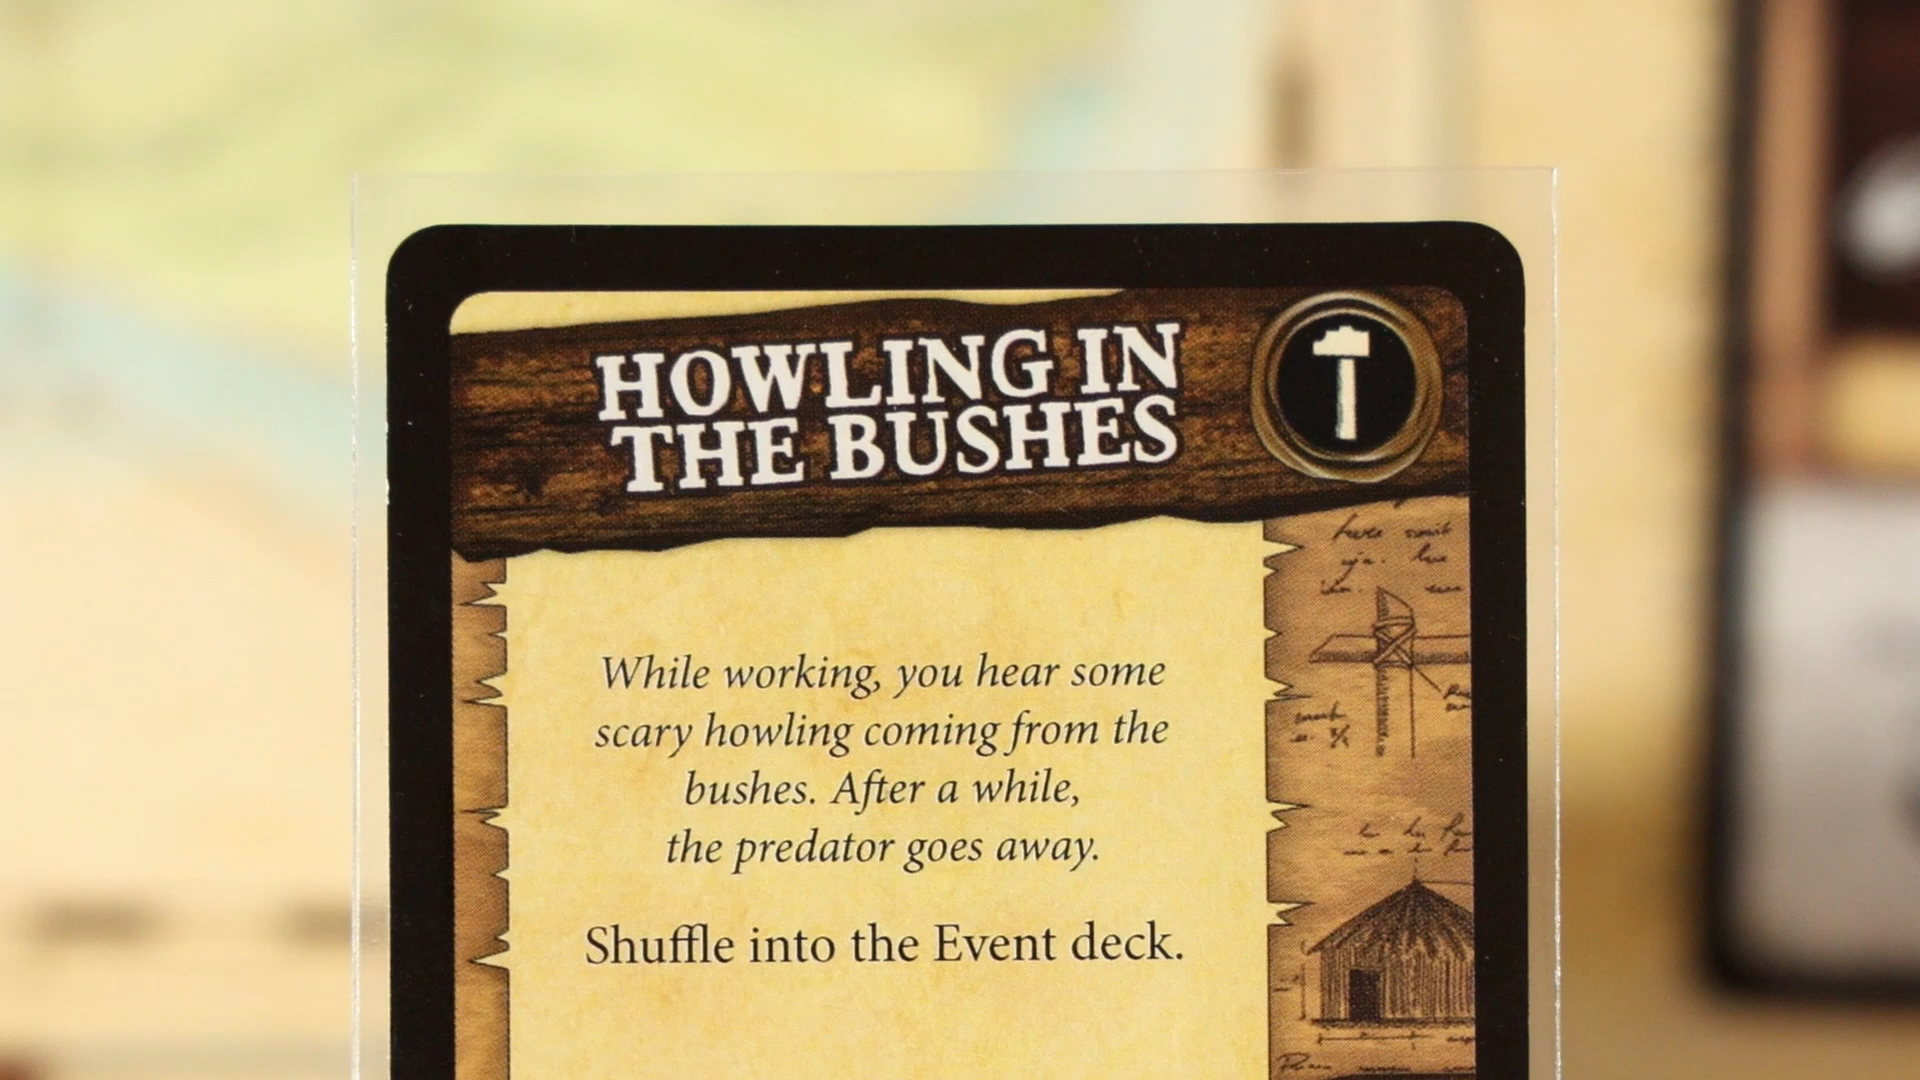 HOWLING IN
THE BUSHES
While working, you hear some
scary howling coming from the
bushes. After a while,
the predator goes away.
Shuffle into the Event deck.